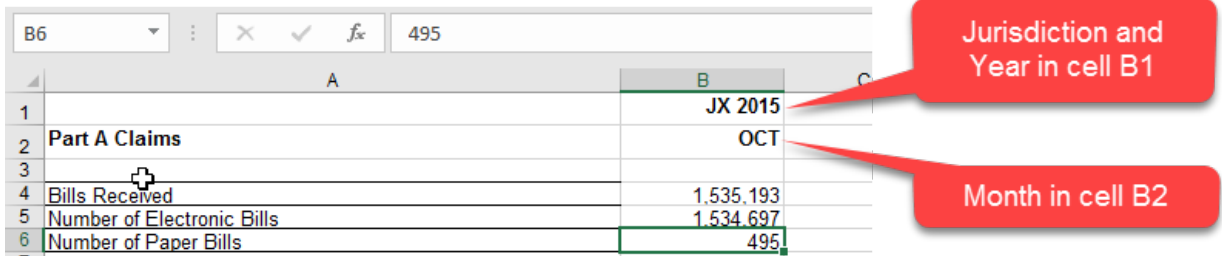 B6 fx 495
Jurisdiction and
Year in cell B1
A B C
1 JX 2015
2 Part A Claims OCT
3
4 Bills Received 1,535,193
5 Number of Electronic Bills 1,534,697
6 Number of Paper Bills 495
Month in cell B2